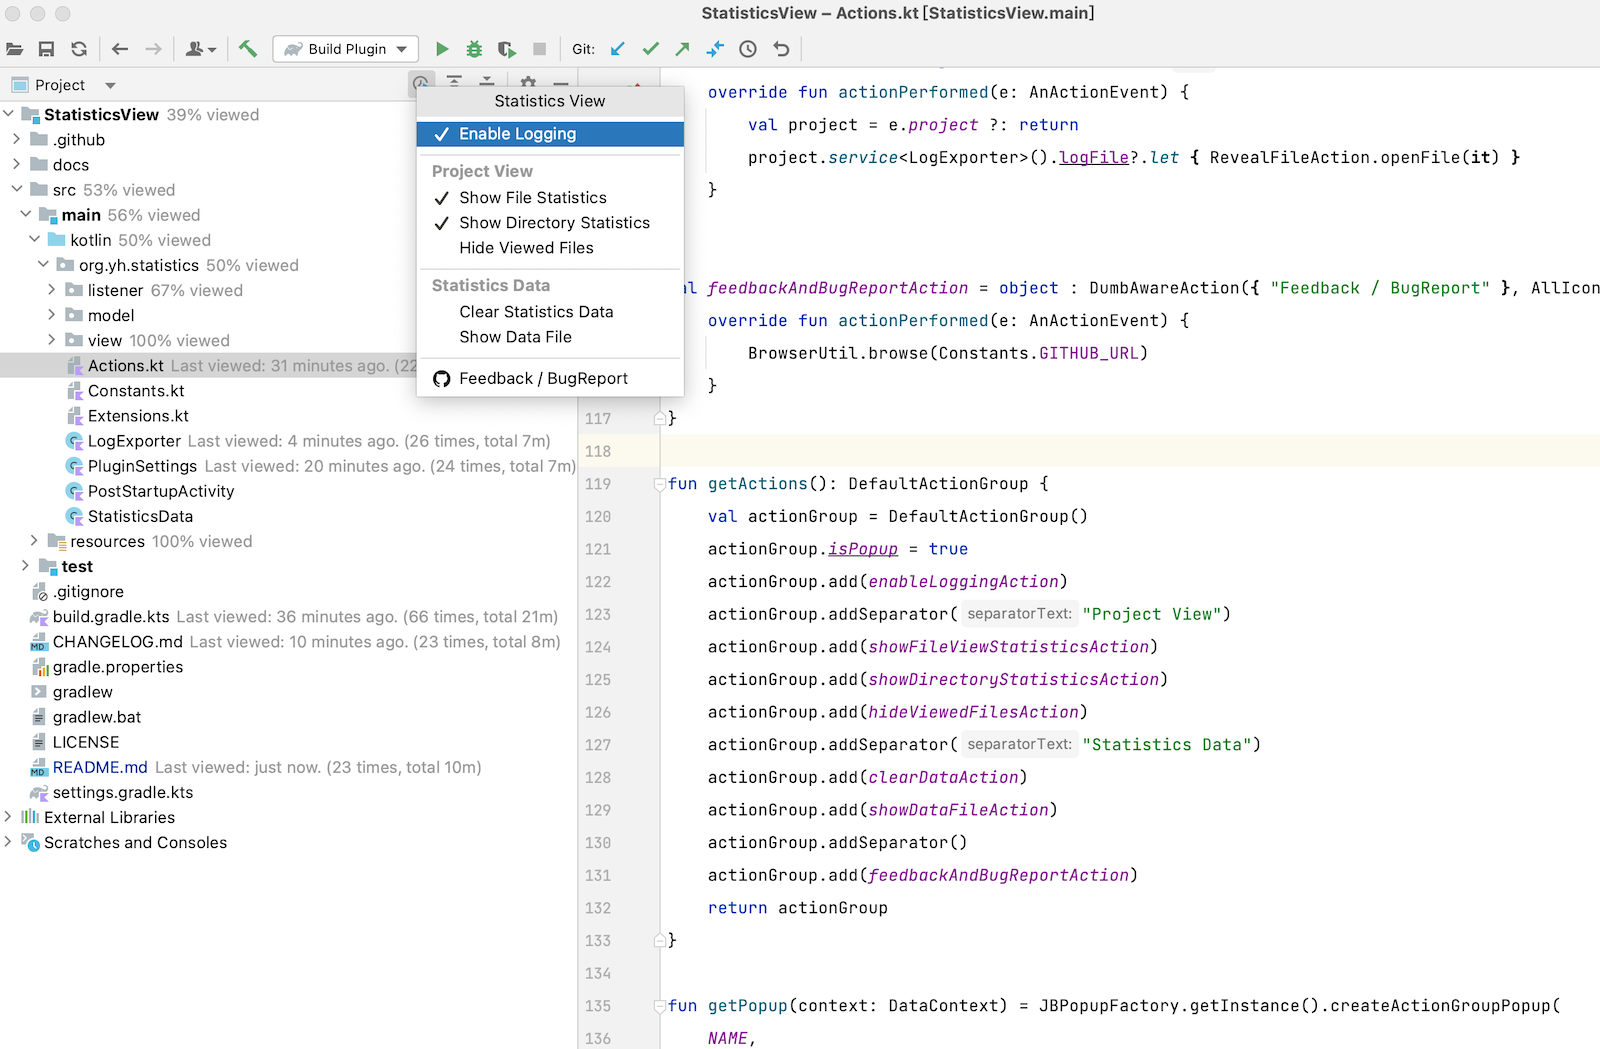 StatisticsView – Actions.kt [StatisticsView.main]
Build Plugin
Git:
Project
StatisticsView 39% viewed
.github
docs
src 53% viewed
main 56% viewed
kotlin 50% viewed
org.yh.statistics 50% viewed
listener 67% viewed
model
view 100% viewed
Actions.kt Last viewed: 31 minutes ago. (22
Constants.kt
Extensions.kt
LogExporter Last viewed: 4 minutes ago. (26 times, total 7m)
PluginSettings Last viewed: 20 minutes ago. (24 times, total 7m)
PostStartupActivity
StatisticsData
resources 100% viewed
test
.gitignore
build.gradle.kts Last viewed: 36 minutes ago. (66 times, total 21m)
CHANGELOG.md Last viewed: 10 minutes ago. (23 times, total 8m)
gradle.properties
gradlew
gradlew.bat
LICENSE
README.md Last viewed: just now. (23 times, total 10m)
settings.gradle.kts
External Libraries
Scratches and Consoles
Statistics View
Enable Logging
Project View
Show File Statistics
Show Directory Statistics
Hide Viewed Files
Statistics Data
Clear Statistics Data
Show Data File
Feedback / BugReport
override fun actionPerformed(e: AnActionEvent) {
val project = e.project ?: return
project.service<LogExporter>().logFile?.let { RevealFileAction.openFile(it) }
}
al feedbackAndBugReportAction = object : DumbAwareAction({ "Feedback / BugReport" }, AllIcon
override fun actionPerformed(e: AnActionEvent) {
BrowserUtil.browse(Constants.GITHUB_URL)
}
117 }
118
119 fun getActions(): DefaultActionGroup {
120 val actionGroup = DefaultActionGroup()
121 actionGroup.isPopup = true
122 actionGroup.add(enableLoggingAction)
123 actionGroup.addSeparator( separatorText: "Project View")
124 actionGroup.add(showFileViewStatisticsAction)
125 actionGroup.add(showDirectoryStatisticsAction)
126 actionGroup.add(hideViewedFilesAction)
127 actionGroup.addSeparator( separatorText: "Statistics Data")
128 actionGroup.add(clearDataAction)
129 actionGroup.add(showDataFileAction)
130 actionGroup.addSeparator()
131 actionGroup.add(feedbackAndBugReportAction)
132 return actionGroup
133 }
134
135 fun getPopup(context: DataContext) = JBPopupFactory.getInstance().createActionGroupPopup(
136 NAME,